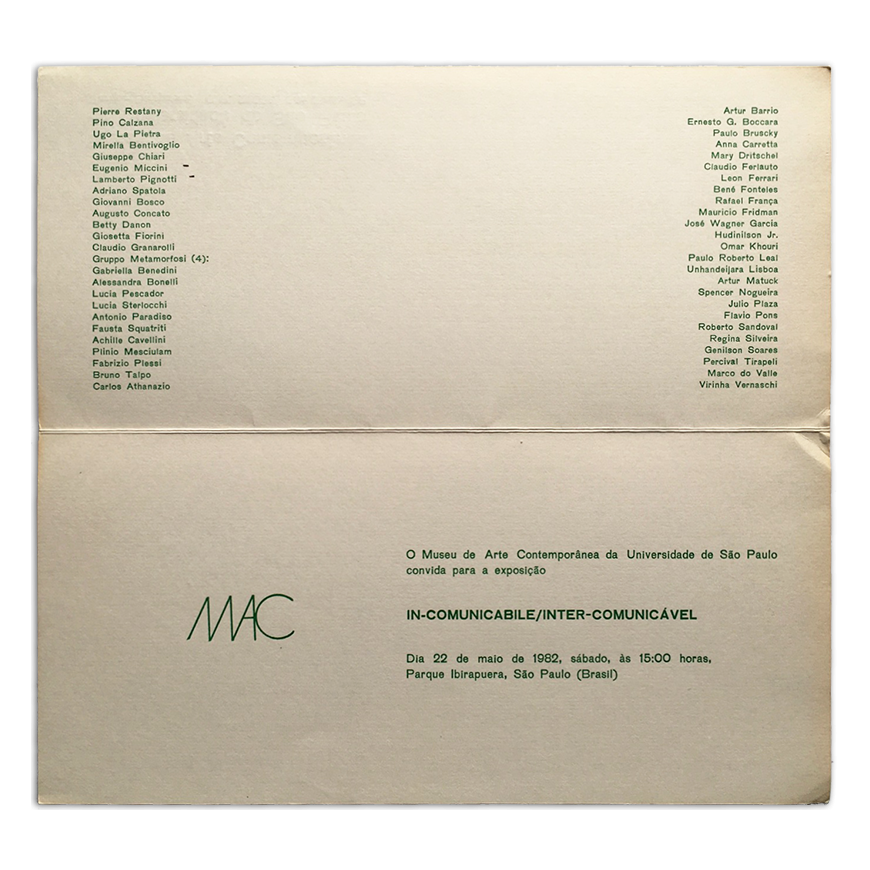 Pierre Restany
Pino Calzana
Ugo La Pietra
Mirella Bentivoglio
Giuseppe Chiari
Eugenio Miccini
Lamberto Pignotti
Adriano Spatola
Giovanni Bosco
Augusto Concato
Betty Danon
Giosetta Fiorini
Claudio Granarolli
Gruppo Metamorfosi (4):
Gabriella Benedini
Alessandra Bonelli
Lucia Pescador
Lucia Sterlocchi
Antonio Paradiso
Fausta Squatriti
Achille Cavellini
Plinio Mesciulam
Fabrizio Plessi
Bruno Talpo
Carlos Athanazio
Artur Barrio
Ernesto G. Boccara
Paulo Bruscky
Anna Carretta
Mary Dritschel
Claudio Ferlauto
Leon Ferrari
Bené Fonteles
Rafael França
Mauricio Fridman
José Wagner Garcia
Hudinilson Jr.
Omar Khouri
Paulo Roberto Leal
Unhandeijara Lisboa
Artur Matuck
Spencer Nogueira
Julio Plaza
Flavio Pons
Roberto Sandoval
Regina Silveira
Genilson Soares
Percival Tirapeli
Marco do Valle
Virinha Vernaschi
MAC
O Museu de Arte Contemporânea da Universidade de São Paulo
convida para a exposição
IN-COMUNICABILE/INTER-COMUNICÁVEL
Dia 22 de maio de 1982, sábado, às 15:00 horas,
Parque Ibirapuera, São Paulo (Brasil)